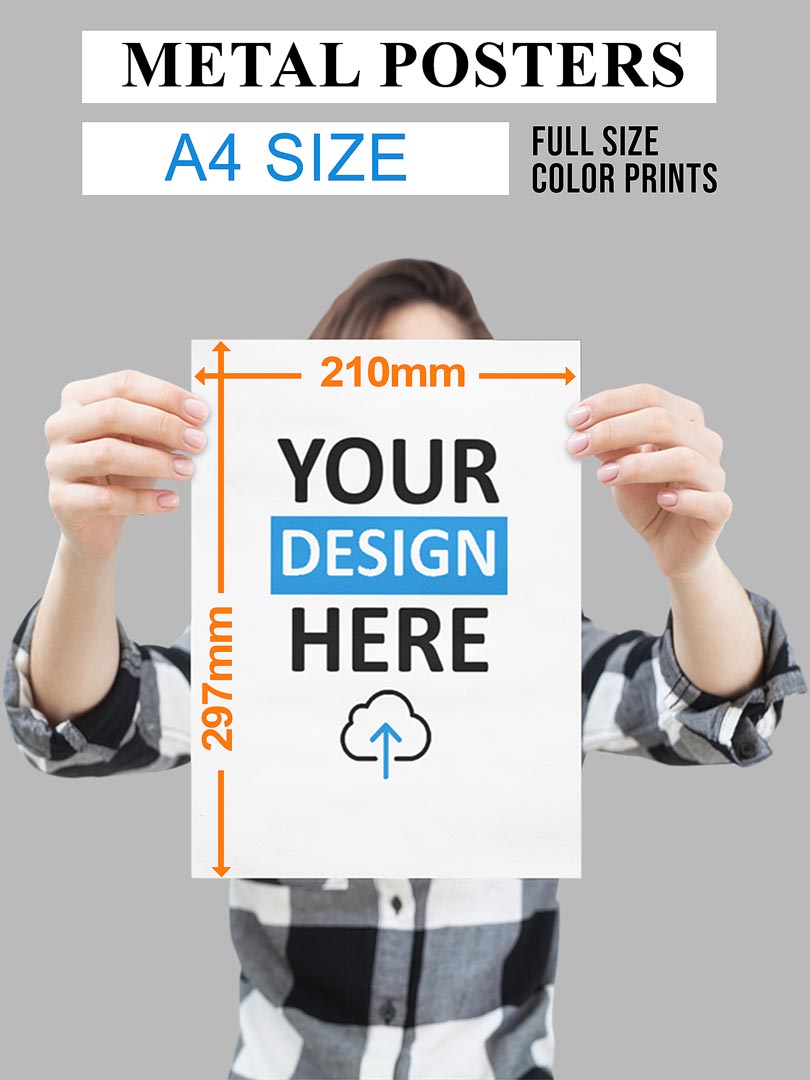 METAL POSTERS
A4 SIZE
FULL SIZE
COLOR PRINTS
210mm
YOUR
DESIGN
HERE
297mm